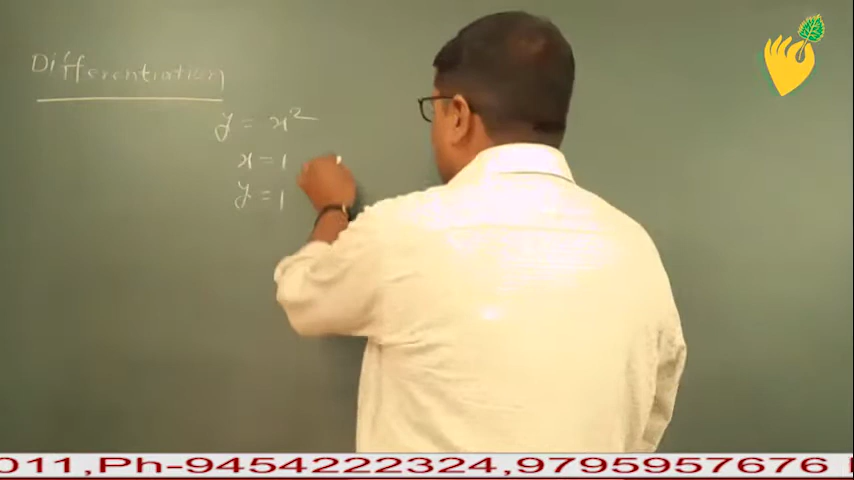 Differentiation
y = x²
x = 1
y = 1
011,Ph-9454222324,9795957676